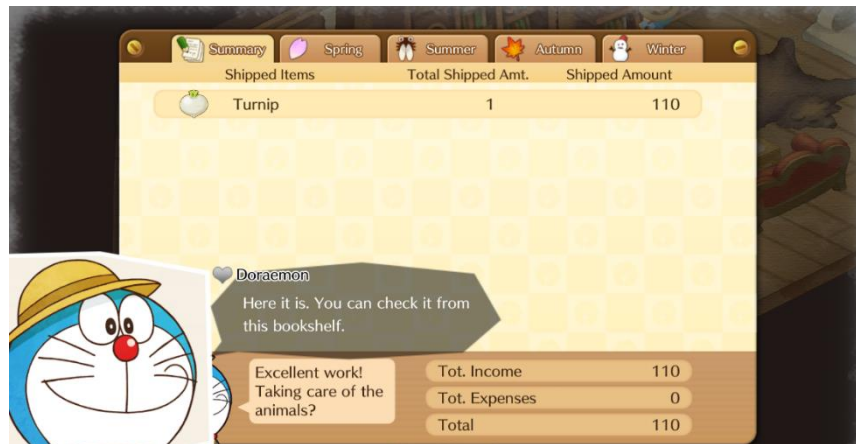 Summary Spring Summer Autumn Winter
Shipped Items Total Shipped Amt. Shipped Amount
Turnip 1 110
Doraemon
Here it is. You can check it from
this bookshelf.
Excellent work!
Taking care of the
animals?
Tot. Income 110
Tot. Expenses 0
Total 110